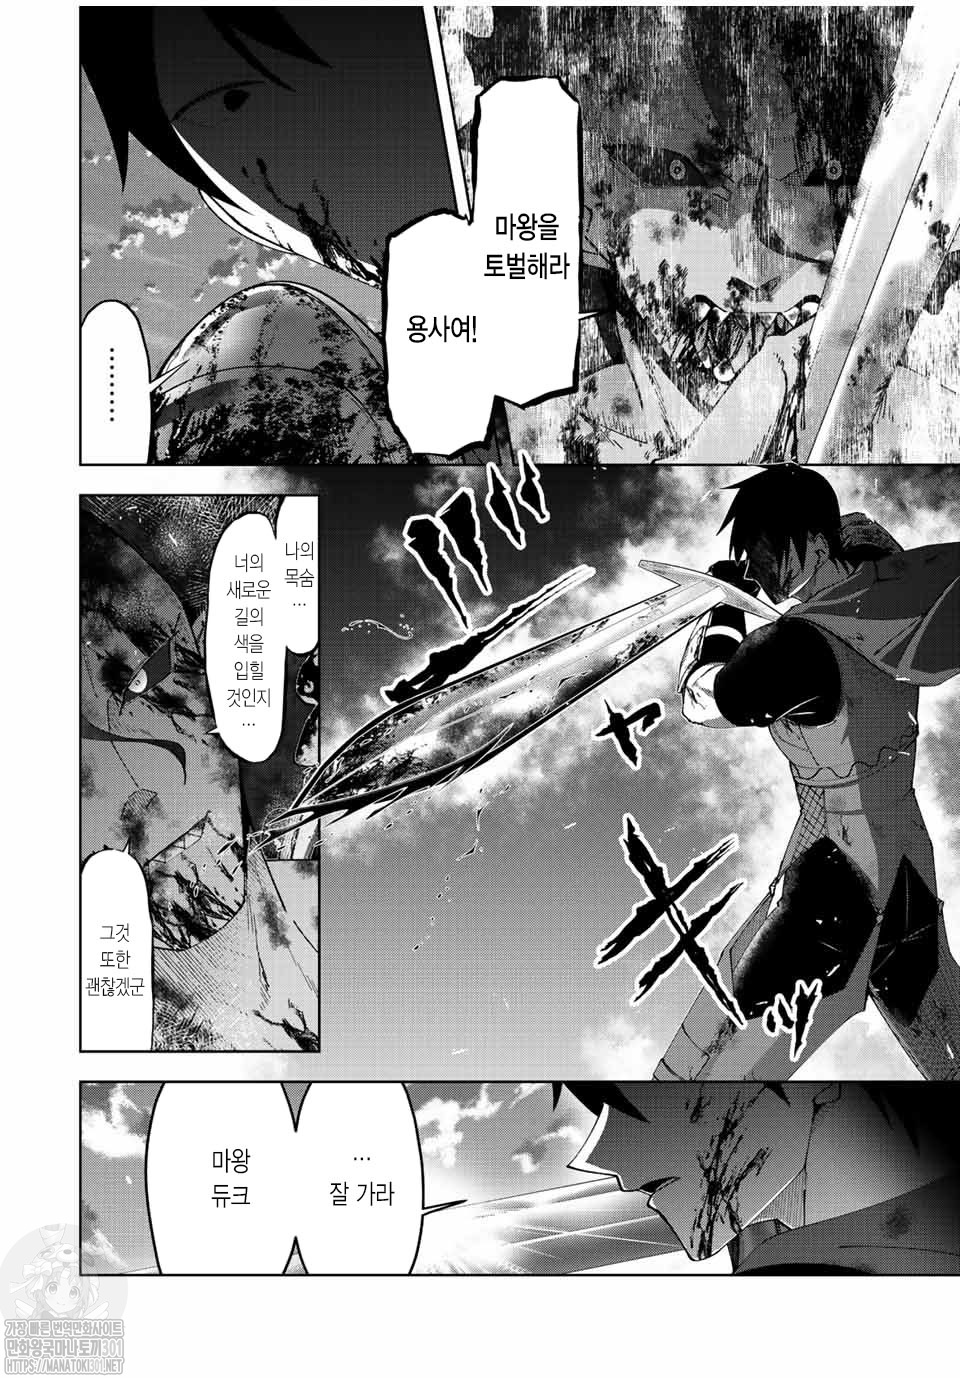 마왕을
토벌해라
용사여!
………
나의
목숨
…
너의
새로운
길의
색을
입힐
것인지
…
그것
또한
괜찮겠군
…
잘 가라
마왕
듀크
가장 빠른 번역만화사이트
만화왕국마나토끼301
HTTPS://MANATOKI301.NET